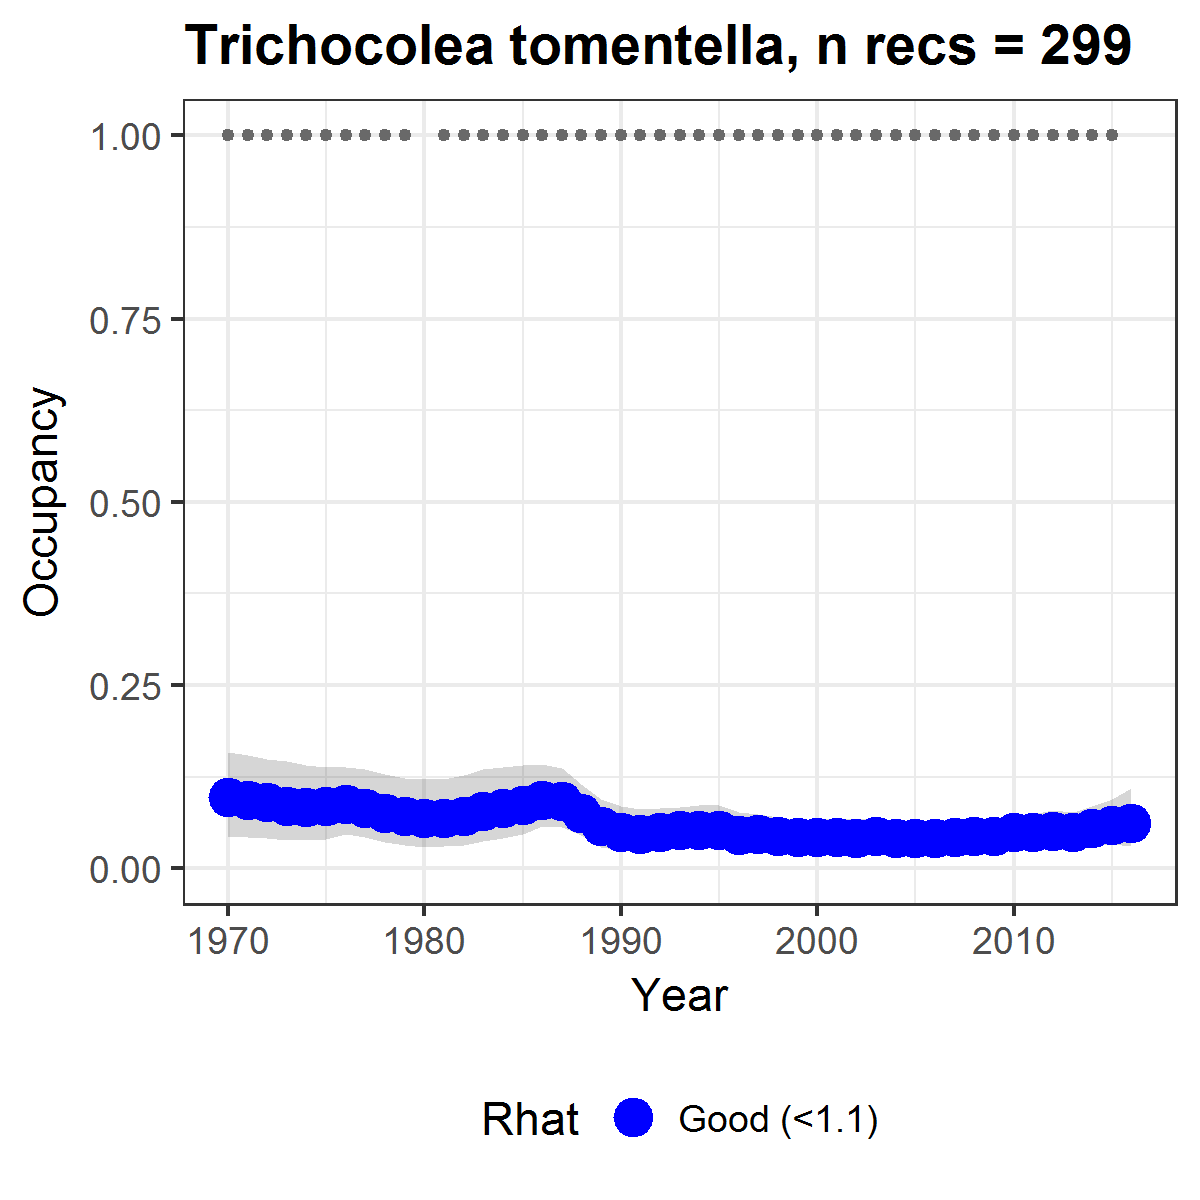 Trichocolea tomentella, n recs = 299
1.00
0.75
0.50
0.25
0.00
Occupancy
1970 1980 1990 2000 2010
Year
Rhat Good (<1.1)